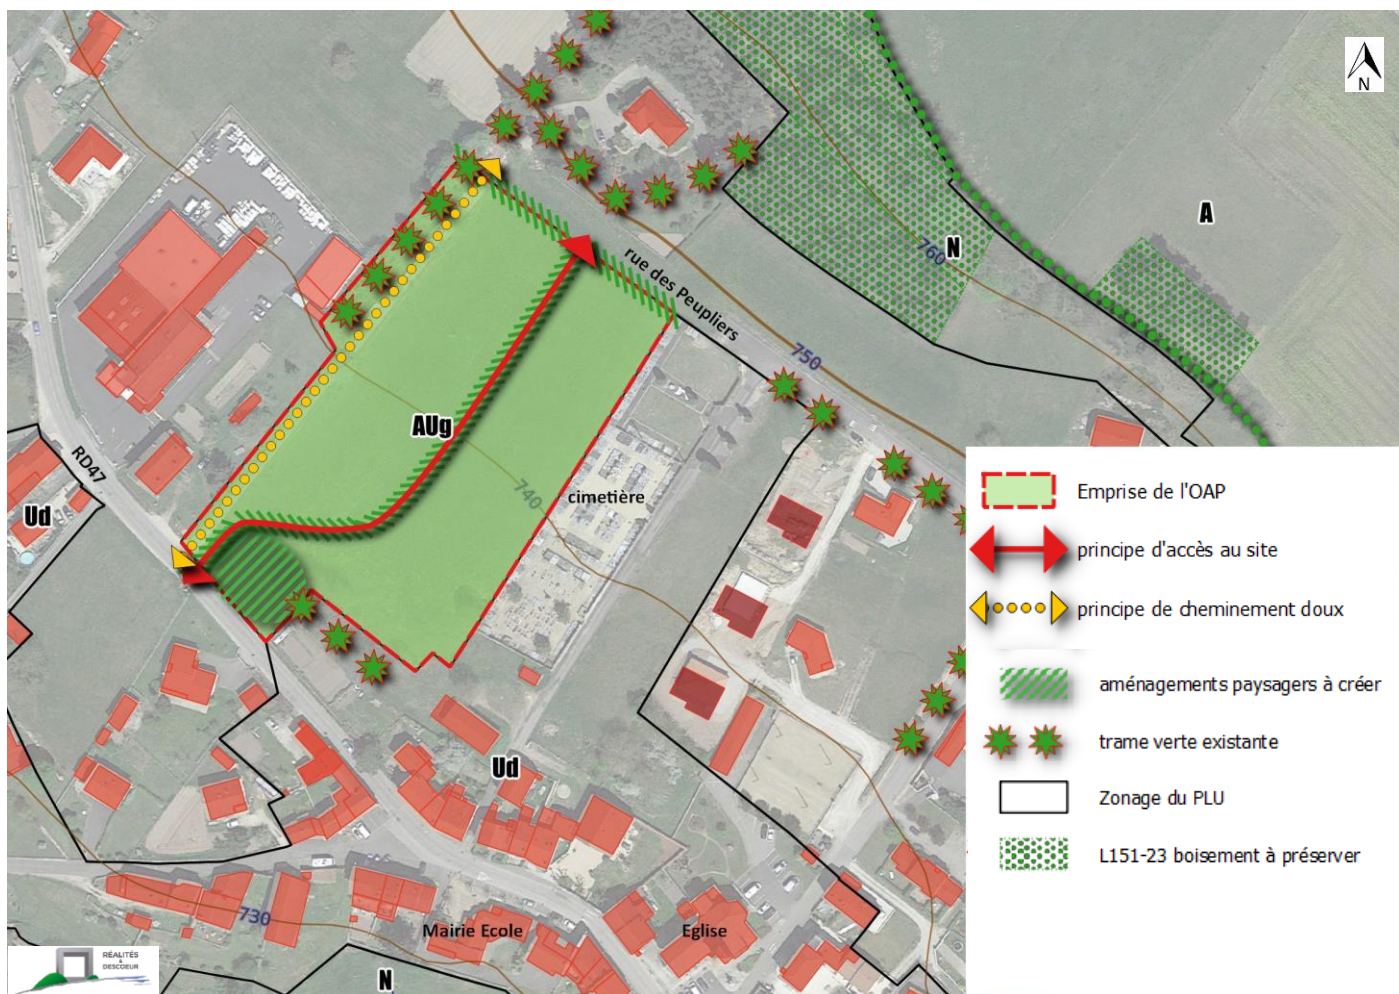 N
A
N
760
rue des Peupliers
750
AUg
RD47
740
cimetière
Ud
Ud
730
Mairie Ecole
Eglise
N
Emprise de l'OAP
principe d'accès au site
principe de cheminement doux
aménagements paysagers à créer
trame verte existante
Zonage du PLU
L151-23 boisement à préserver
RÉALITÉS
&
DESCOEUR